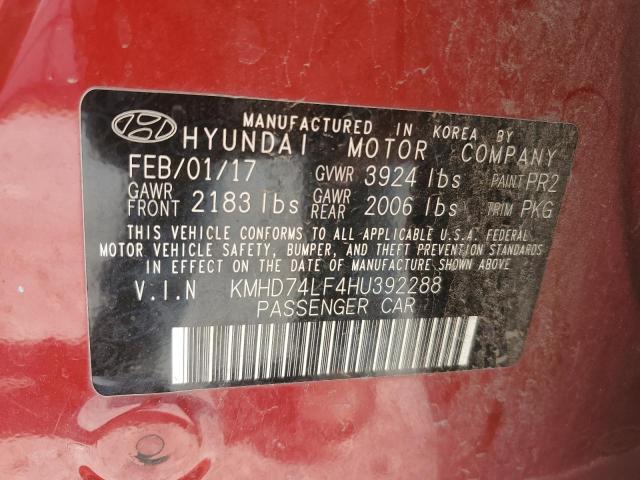 MANUFACTURED IN KOREA BY
HYUNDAI MOTOR COMPANY
FEB/01/17 GVWR 3924 lbs PAINT PR2
GAWR FRONT 2183 lbs GAWR REAR 2006 lbs TRIM PKG
THIS VEHICLE CONFORMS TO ALL APPLICABLE U.S.A. FEDERAL
MOTOR VEHICLE SAFETY, BUMPER, AND THEFT PREVENTION STANDARDS
IN EFFECT ON THE DATE OF MANUFACTURE SHOWN ABOVE
V.I.N KMHD74LF4HU392288
PASSENGER CAR